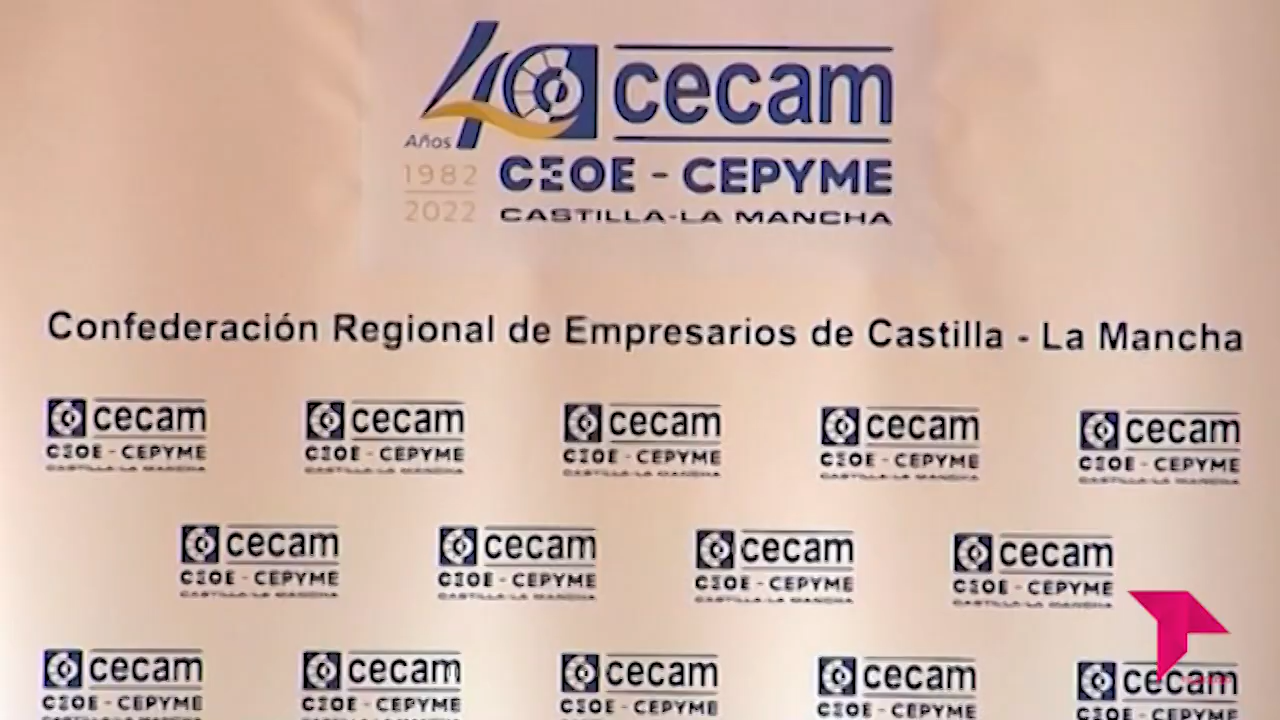 40 cecam
Años
1982
2022
CEOE - CEPYME
CASTILLA-LA MANCHA
Confederación Regional de Empresarios de Castilla - La Mancha
cecam cecam cecam cecam cecam
CEOE - CEPYME CEOE - CEPYME CEOE - CEPYME CEOE - CEPYME CEOE - CEPYME
CASTILLA-LA MANCHA CASTILLA-LA MANCHA CASTILLA-LA MANCHA CASTILLA-LA MANCHA CASTILLA-LA MANCHA
cecam cecam cecam cecam
CEOE - CEPYME CEOE - CEPYME CEOE - CEPYME CEOE - CEPYME
CASTILLA-LA MANCHA CASTILLA-LA MANCHA CASTILLA-LA MANCHA CASTILLA-LA MANCHA
cecam cecam cecam cecam cecam
CEOE - CEPYME CEOE - CEPYME CEOE - CEPYME CEOE - CEPYME CEOE - CEPYME